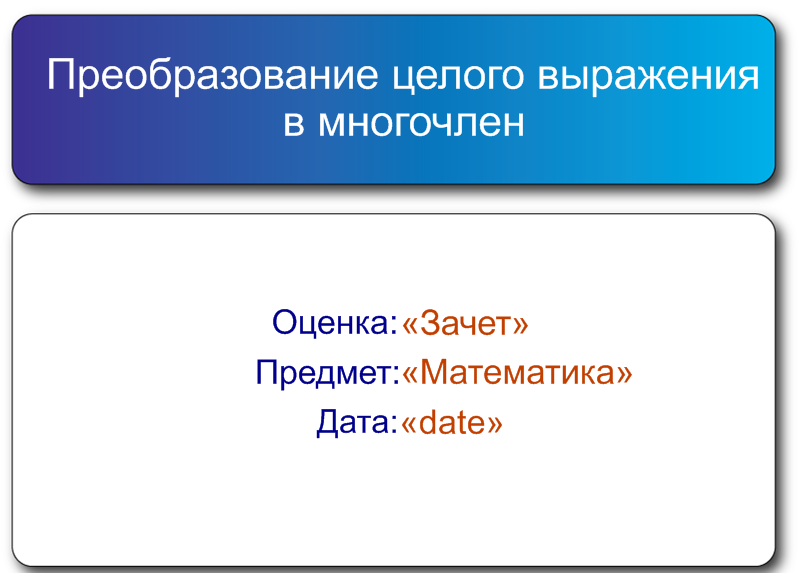 Преобразование целого выражения
в многочлен
Оценка:«Зачет»
Предмет:«Математика»
Дата:«date»